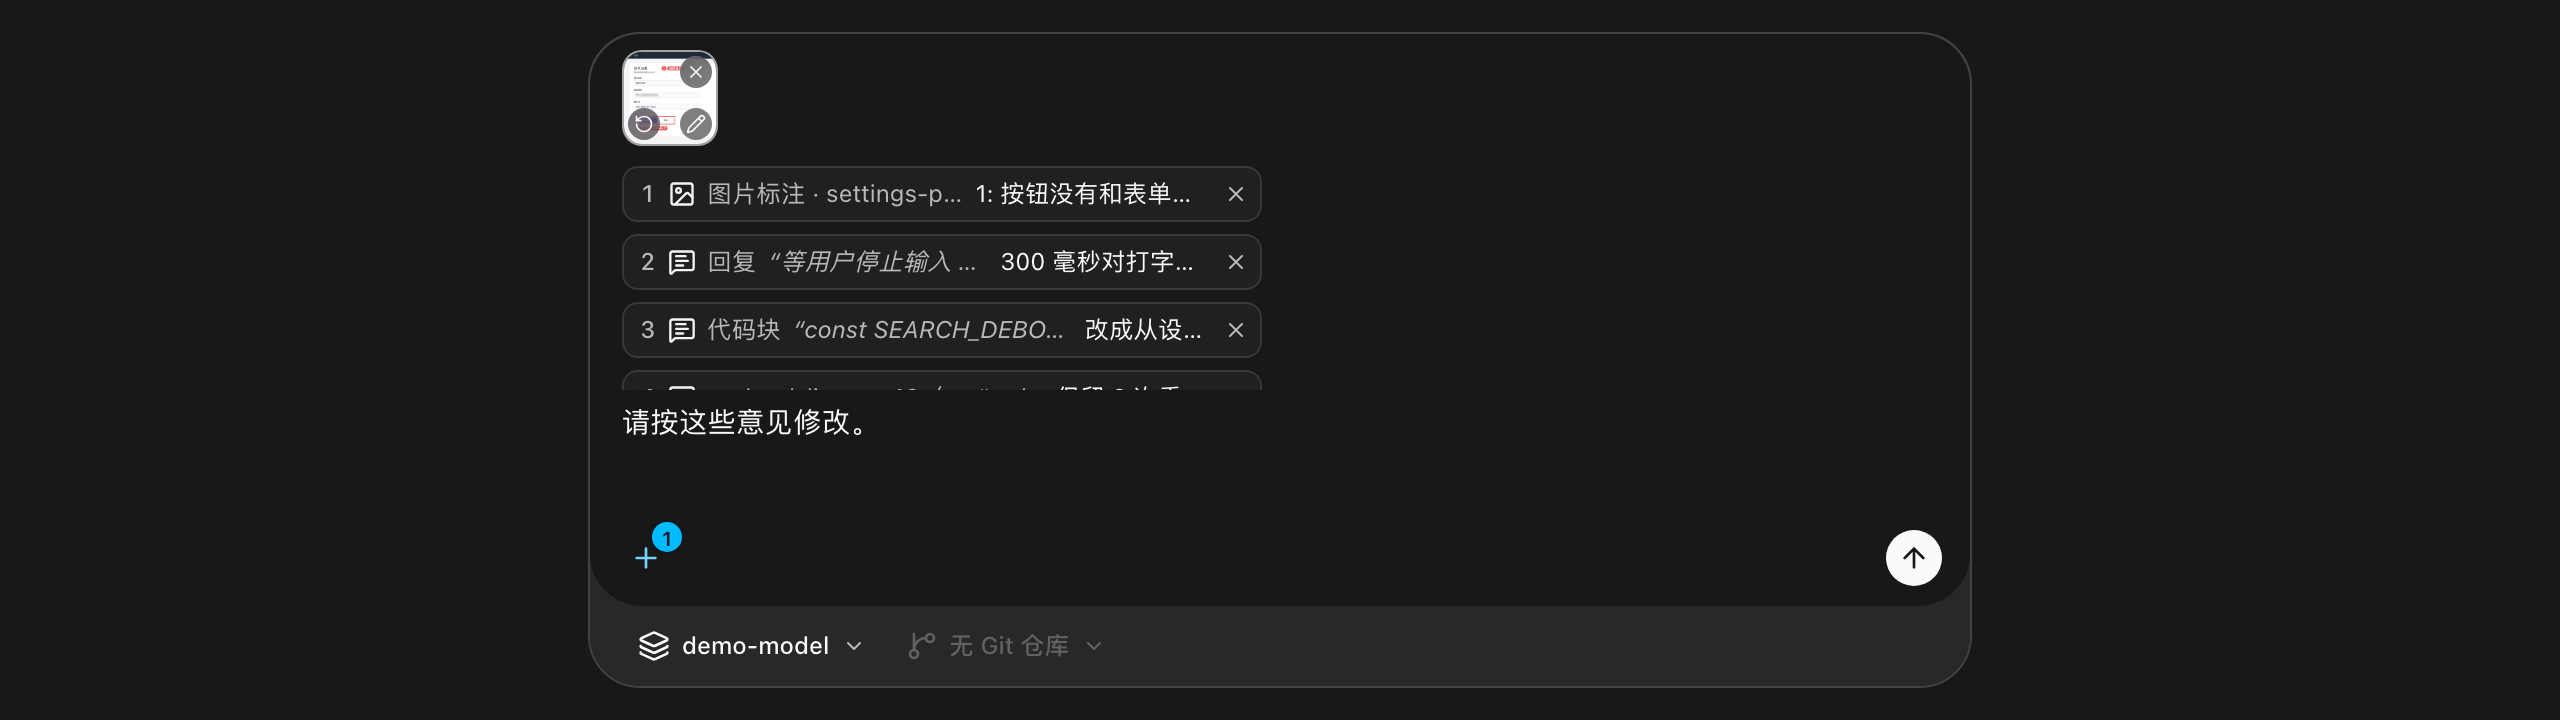 1 图片标注 · settings-p... 1: 按钮没有和表单...
2 回复 “等用户停止输入 ... 300 毫秒对打字...
3 代码块 “const SEARCH_DEBO... 改成从设...
请按这些意见修改。
1
demo-model 无 Git 仓库